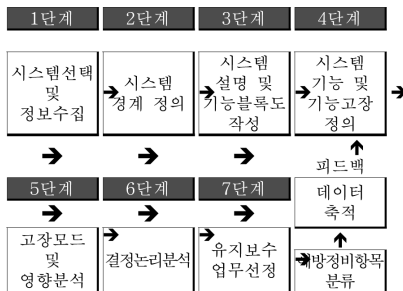 1단계
2단계
3단계
4단계
시스템선택
및
정보수집
시스템
경계 정의
시스템
설명 및
기능블록도
작성
시스템
기능 및
기능고장
정의
피드백
5단계
6단계
7단계
데이터
축적
고장모드
및
영향분석
결정논리분석
유지보수
업무선정
예방정비항목
분류